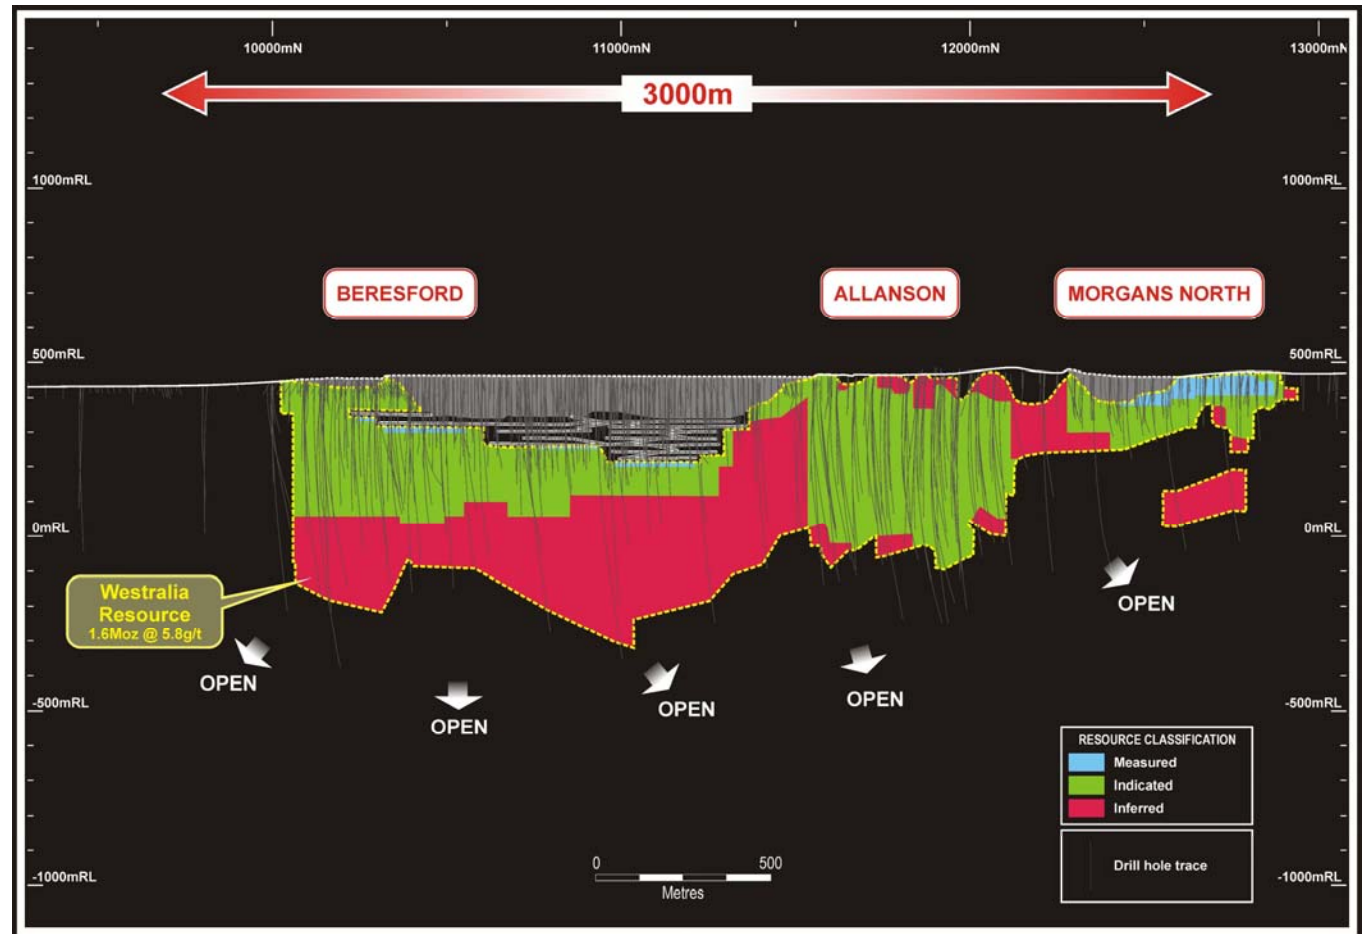 10000mN
11000mN
12000mN
13000mN
3000m
1000mRL
1000mRL
BERESFORD
ALLANSON
MORGANS NORTH
500mRL
500mRL
0mRL
0mRL
Westralia
Resource
1.6Moz @ 5.8g/t
OPEN
OPEN
OPEN
OPEN
OPEN
-500mRL
-500mRL
RESOURCE CLASSIFICATION
Measured
Indicated
Inferred
Drill hole trace
0 500
Metres
-1000mRL
-1000mRL